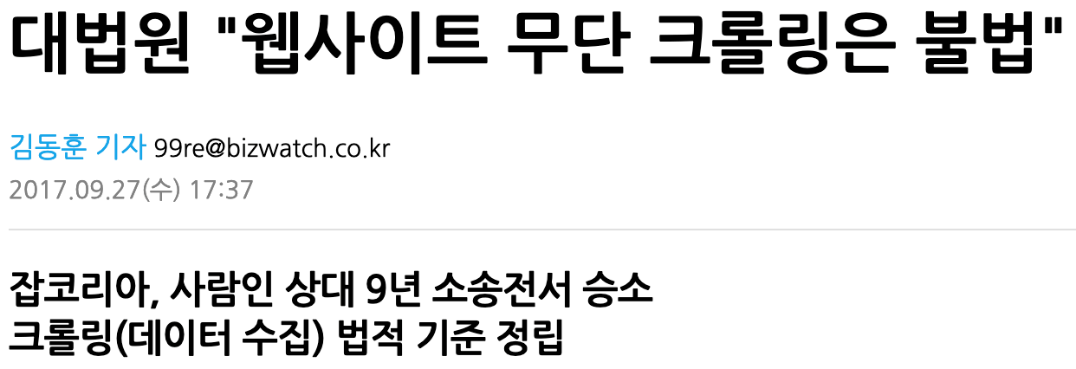 대법원 "웹사이트 무단 크롤링은 불법"
김동훈 기자 99re@bizwatch.co.kr
2017.09.27(수) 17:37
잡코리아, 사람인 상대 9년 소송전서 승소
크롤링(데이터 수집) 법적 기준 정립